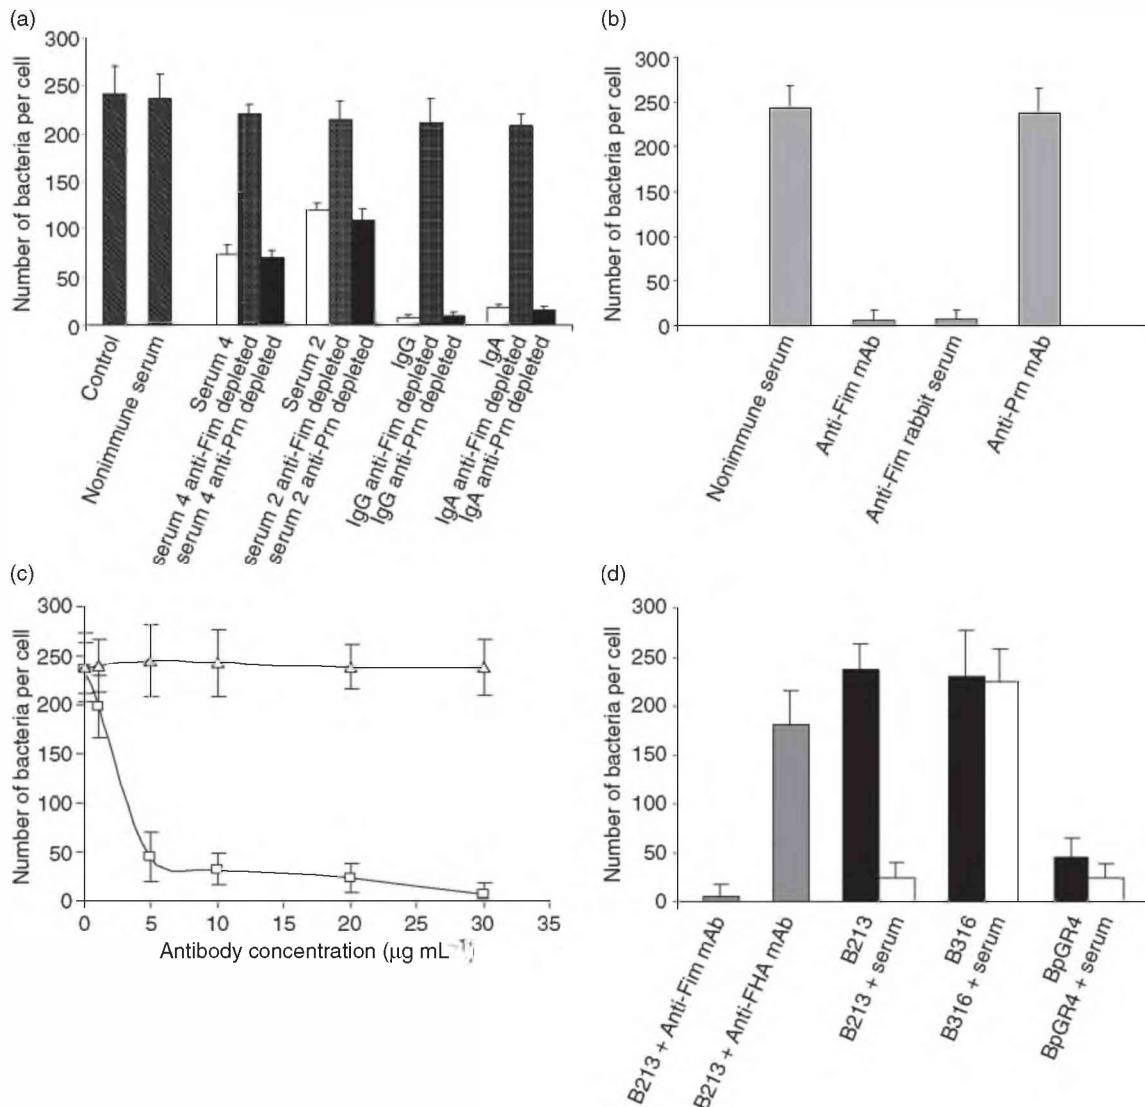 (a)
Number of bacteria per cell
300
250
200
150
100
50
0
Control
Nonimmune serum
Serum 4
serum 4 anti-Fim depleted
serum 4 anti-Prn depleted
Serum 2
serum 2 anti-Fim depleted
serum 2 anti-Prn depleted
IgG
IgG anti-Fim depleted
IgG anti-Prn depleted
IgA
IgA anti-Fim depleted
IgA anti-Prn depleted
(b)
Number of bacteria per cell
300
250
200
150
100
50
0
Nonimmune serum
Anti-Fim mAb
Anti-Fim rabbit serum
Anti-Prn mAb
(c)
Number of bacteria per cell
300
250
200
150
100
50
0
0 5 10 15 20 25 30 35
Antibody concentration (μg mL⁻¹)
(d)
Number of bacteria per cell
300
250
200
150
100
50
0
B213 + Anti-Fim mAb
B213 + Anti-FHA mAb
B213
B213 + serum
B316
B316 + serum
BpGR4
BpGR4 + serum